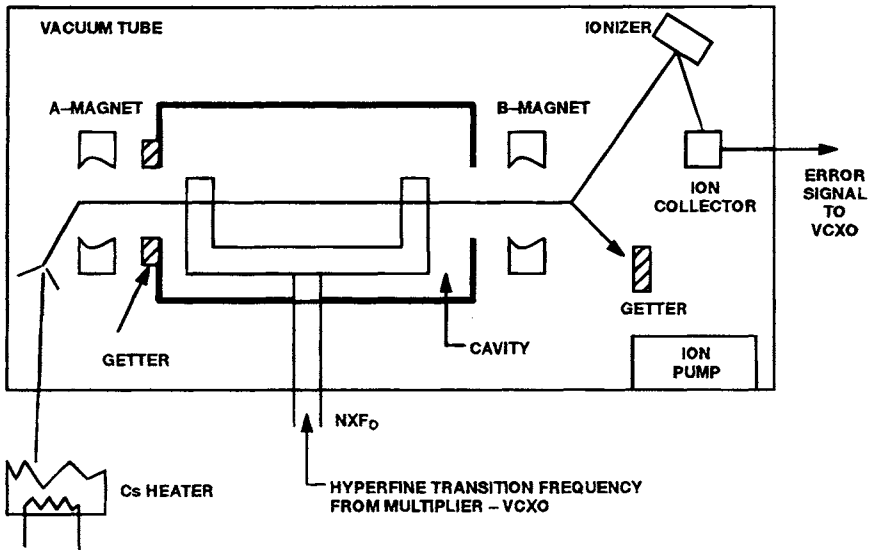 VACUUM TUBE
IONIZER
A–MAGNET
B–MAGNET
ION
COLLECTOR
ERROR
SIGNAL
TO
VCXO
GETTER
GETTER
CAVITY
ION
PUMP
NXF₀
Cs HEATER
HYPERFINE TRANSITION FREQUENCY
FROM MULTIPLIER – VCXO